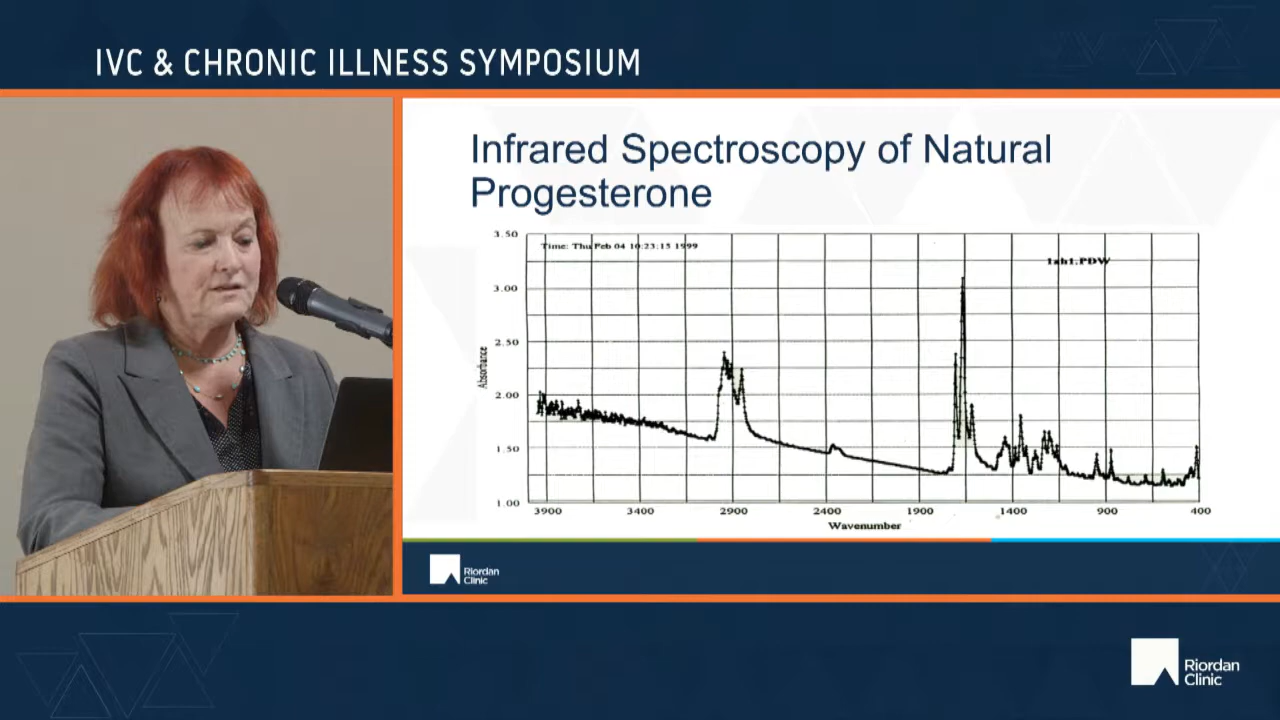 IVC & CHRONIC ILLNESS SYMPOSIUM
Infrared Spectroscopy of Natural
Progesterone
3.50
Time: Thu Feb 04 10:23:15 1999
1ah1.PDW
3.00
2.50
Absorbance
2.00
1.50
1.00
3900 3400 2900 2400 1900 1400 900 400
Wavenumber
Riordan
Clinic
Riordan
Clinic